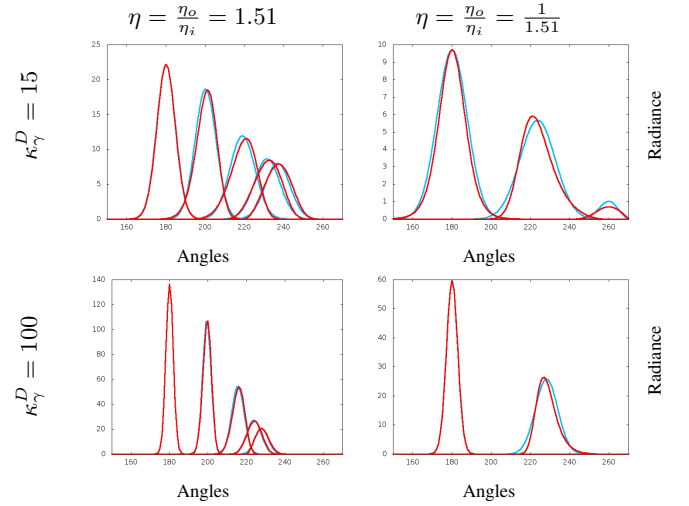 η = η_o/η_i = 1.51
η = η_o/η_i = 1/1.51
κ_γ^D = 15
25
20
15
10
5
0
160 180 200 220 240 260
Angles
10
9
8
7
6
5
4
3
2
1
0
160 180 200 220 240 260
Angles
Radiance
κ_γ^D = 100
140
120
100
80
60
40
20
0
160 180 200 220 240 260
Angles
60
50
40
30
20
10
0
160 180 200 220 240 260
Angles
Radiance